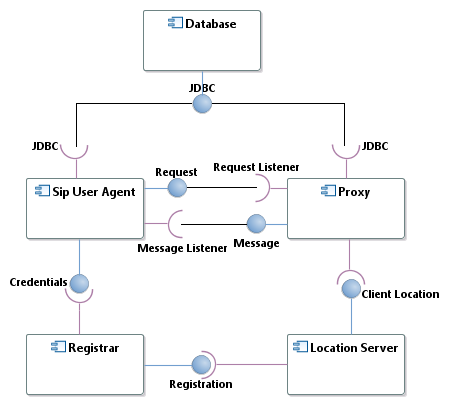 Database
JDBC
JDBC
JDBC
Request Listener
Request
Sip User Agent
Proxy
Message
Message Listener
Credentials
Client Location
Registrar
Location Server
Registration